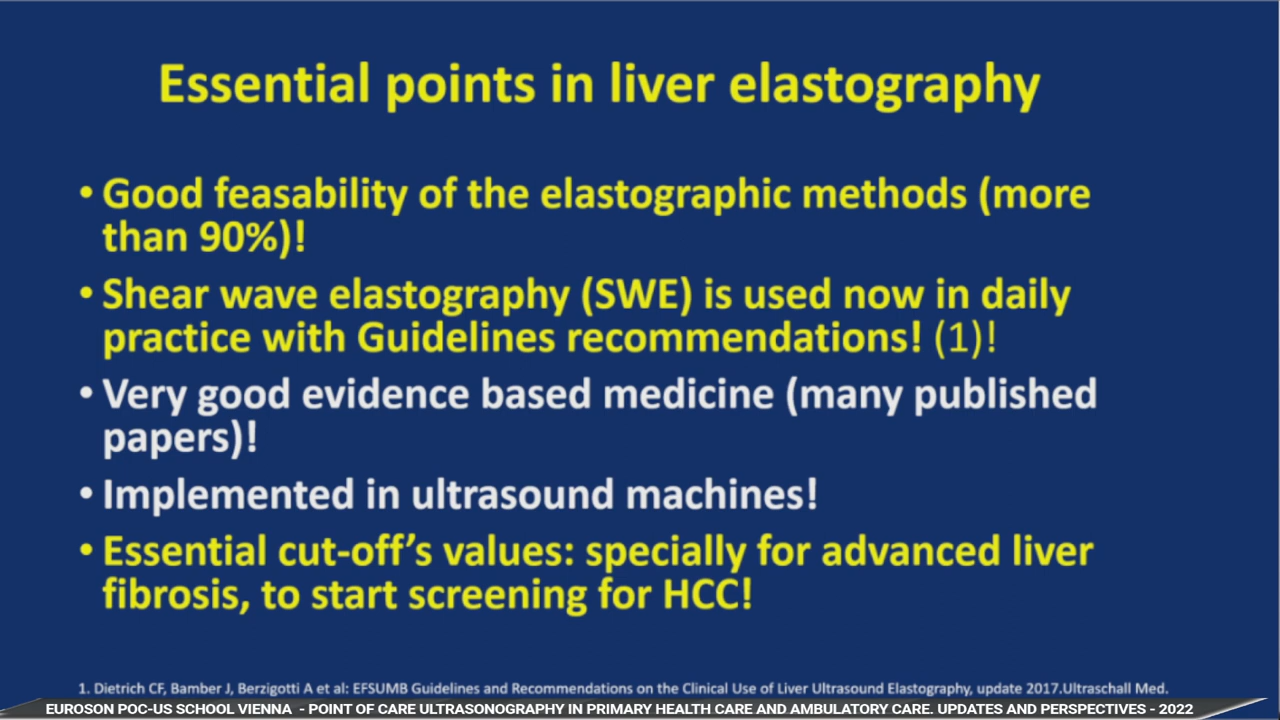 Essential points in liver elastography
• Good feasability of the elastographic methods (more
than 90%)!
• Shear wave elastography (SWE) is used now in daily
practice with Guidelines recommendations! (1)!
• Very good evidence based medicine (many published
papers)!
• Implemented in ultrasound machines!
• Essential cut-off’s values: specially for advanced liver
fibrosis, to start screening for HCC!
1. Dietrich CF, Bamber J, Berzigotti A et al: EFSUMB Guidelines and Recommendations on the Clinical Use of Liver Ultrasound Elastography, update 2017.Ultraschall Med.
EUROSON POC-US SCHOOL VIENNA - POINT OF CARE ULTRASONOGRAPHY IN PRIMARY HEALTH CARE AND AMBULATORY CARE. UPDATES AND PERSPECTIVES - 2022